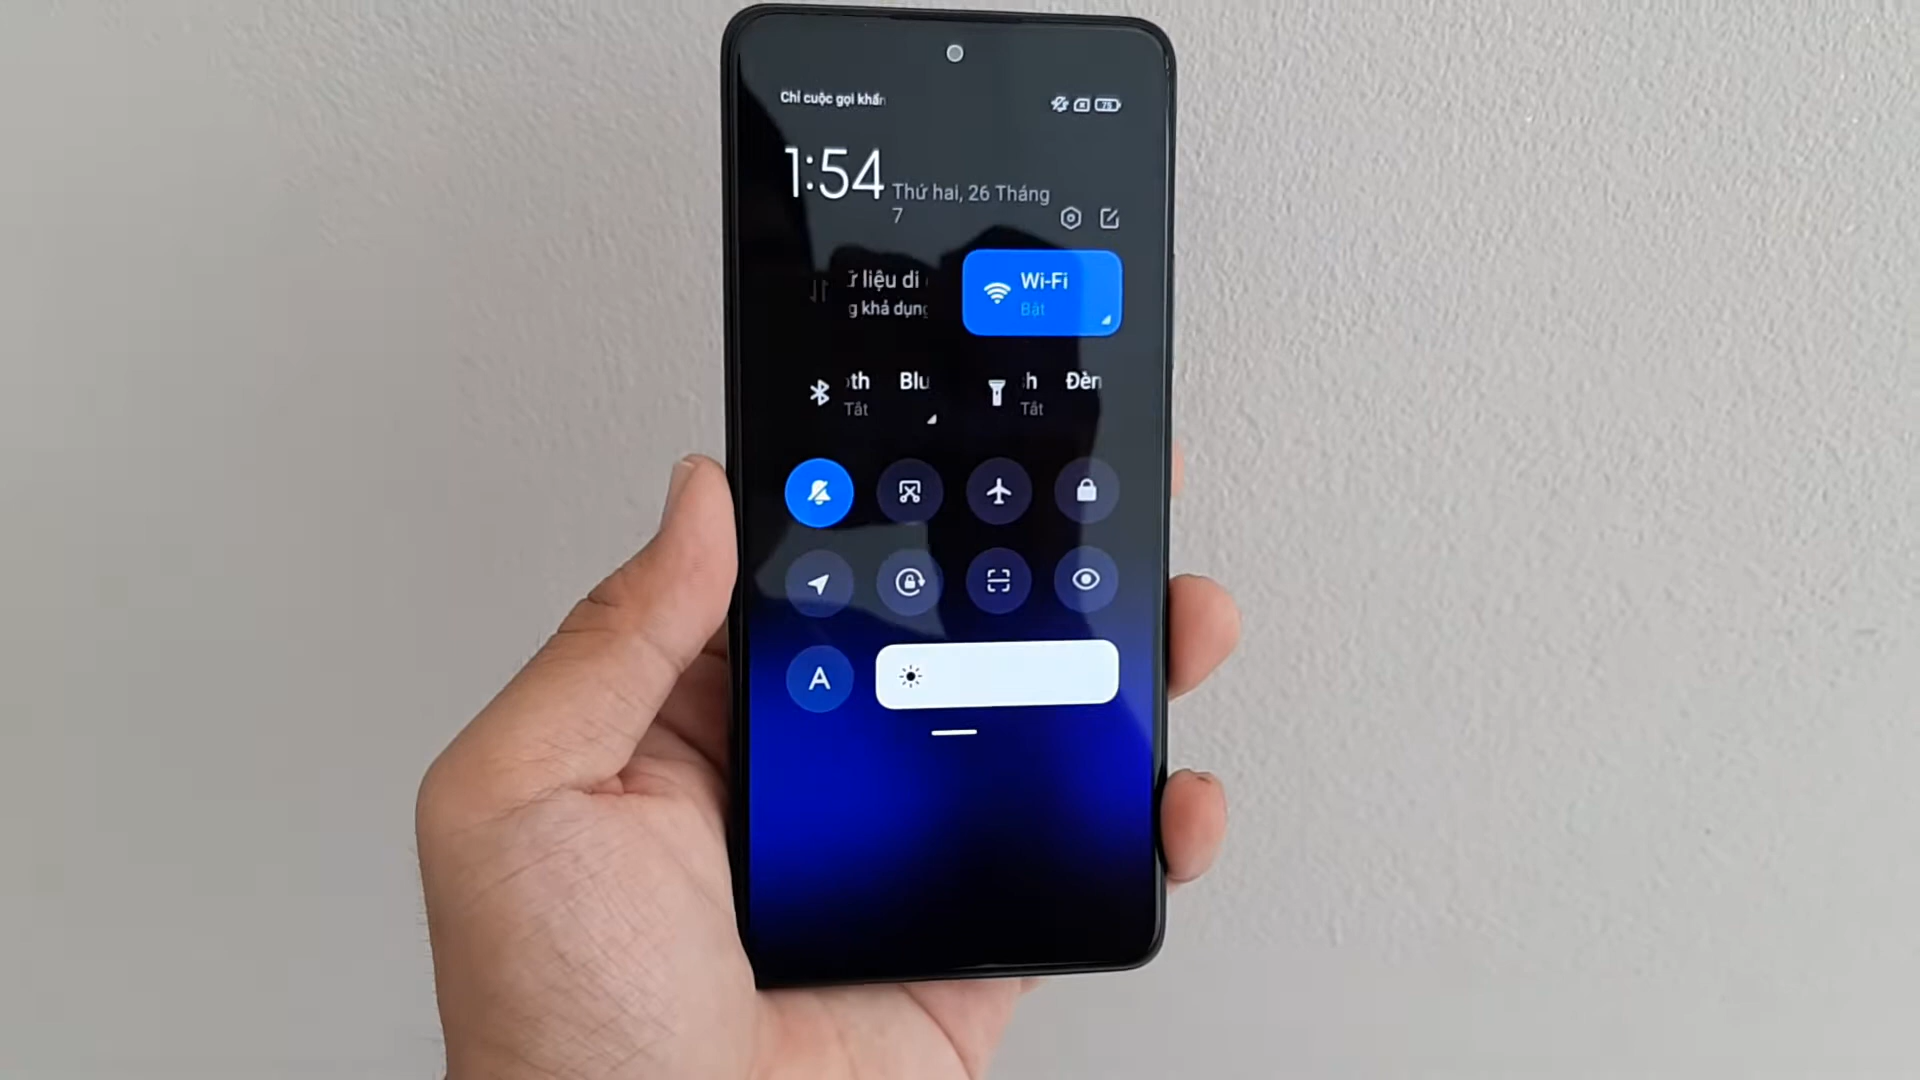 Chỉ cuộc gọi khẩn
75
1:54
Thứ hai, 26 Tháng
7
liệu di
khả dụng
Wi-Fi
Bật
th Blu
Tắt
h Đèn
Tắt
A